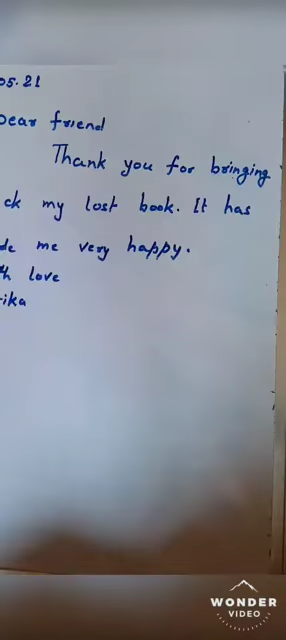 05.21
Dear friend
Thank you for bringing
ck my lost book. It has
de me very happy.
th love
rika
WONDER
VIDEO